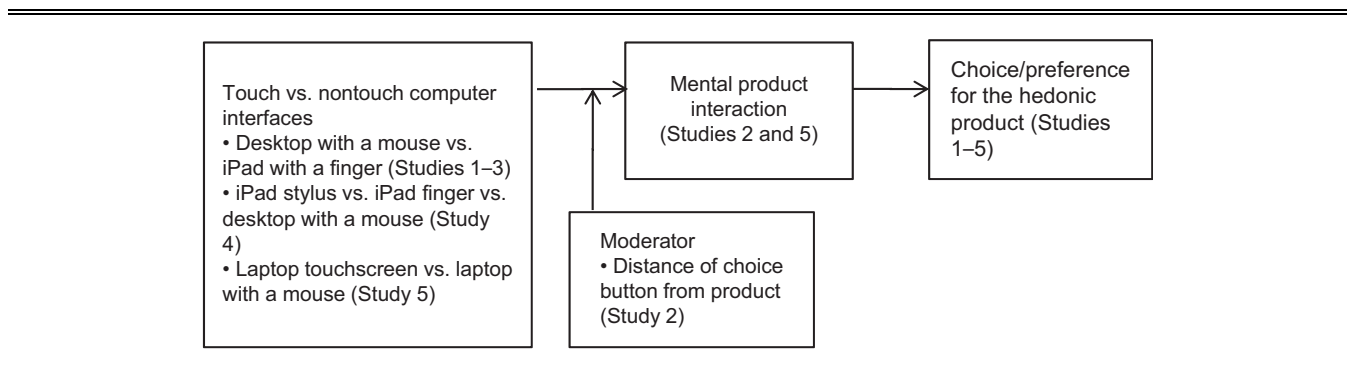 Touch vs. nontouch computer
interfaces
• Desktop with a mouse vs.
iPad with a finger (Studies 1–3)
• iPad stylus vs. iPad finger vs.
desktop with a mouse (Study
4)
• Laptop touchscreen vs. laptop
with a mouse (Study 5)
Mental product
interaction
(Studies 2 and 5)
Choice/preference
for the hedonic
product (Studies
1–5)
Moderator
• Distance of choice
button from product
(Study 2)